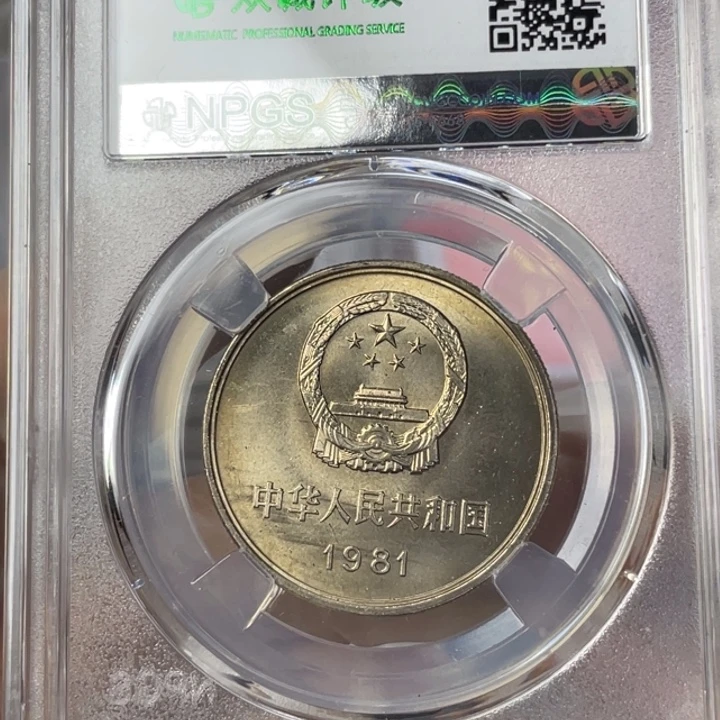 NUMISMATIC PROFESSIONAL GRADING SERVICE
NPGS
中华人民共和国
1981